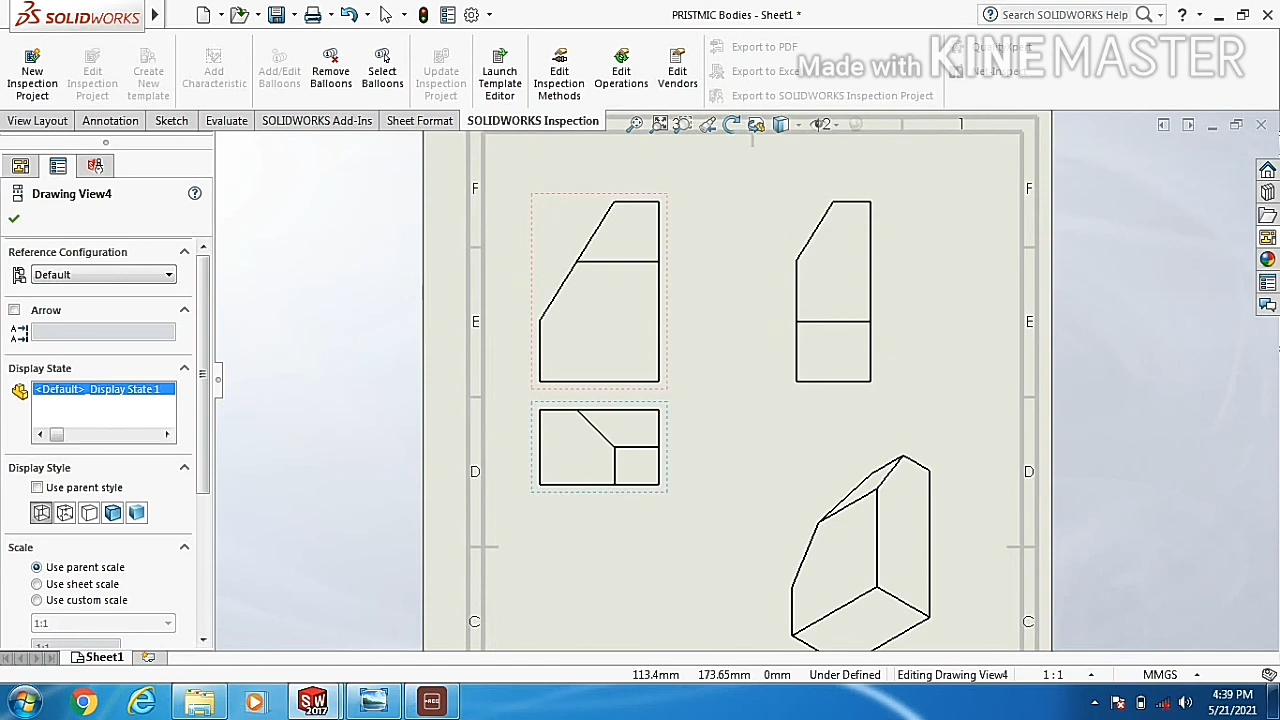 SOLIDWORKS
PRISTMIC Bodies - Sheet1 *
Search SOLIDWORKS Help
?
New Inspection Project
Edit Inspection Project
Create New template
Add Characteristic
Add/Edit Balloons
Remove Balloons
Select Balloons
Update Inspection Project
Launch Template Editor
Edit Inspection Methods
Edit Operations
Edit Vendors
Export to PDF
Export to SOLIDWORKS Inspection Project
Made with KINEMASTER
View Layout
Annotation
Sketch
Evaluate
SOLIDWORKS Add-Ins
Sheet Format
SOLIDWORKS Inspection
Drawing View4
Reference Configuration
Default
Arrow
Display State
<Default>_Display State 1
Display Style
Use parent style
Scale
Use parent scale
Use sheet scale
Use custom scale
1:1
Sheet1
F
F
E
E
D
D
C
C
113.4mm
173.65mm
0mm
Under Defined
Editing Drawing View4
1 : 1
MMGS
SW
2017
4:39 PM
5/21/2021